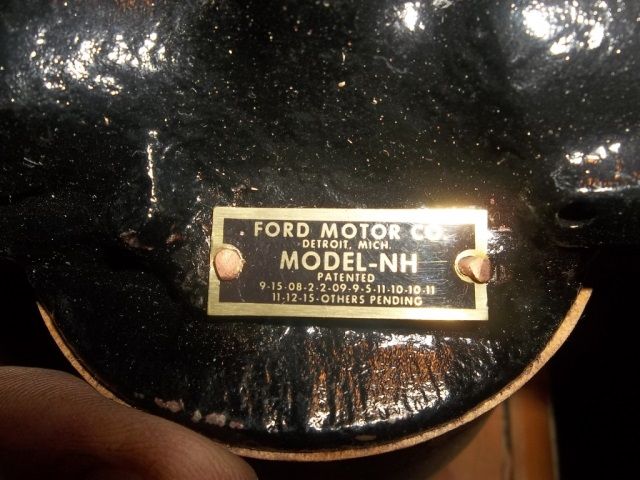 FORD MOTOR CO.
DETROIT, MICH.
MODEL-NH
PATENTED
9-15-08-2-2-09-9-5-11-10-10-11
11-12-15-OTHERS PENDING